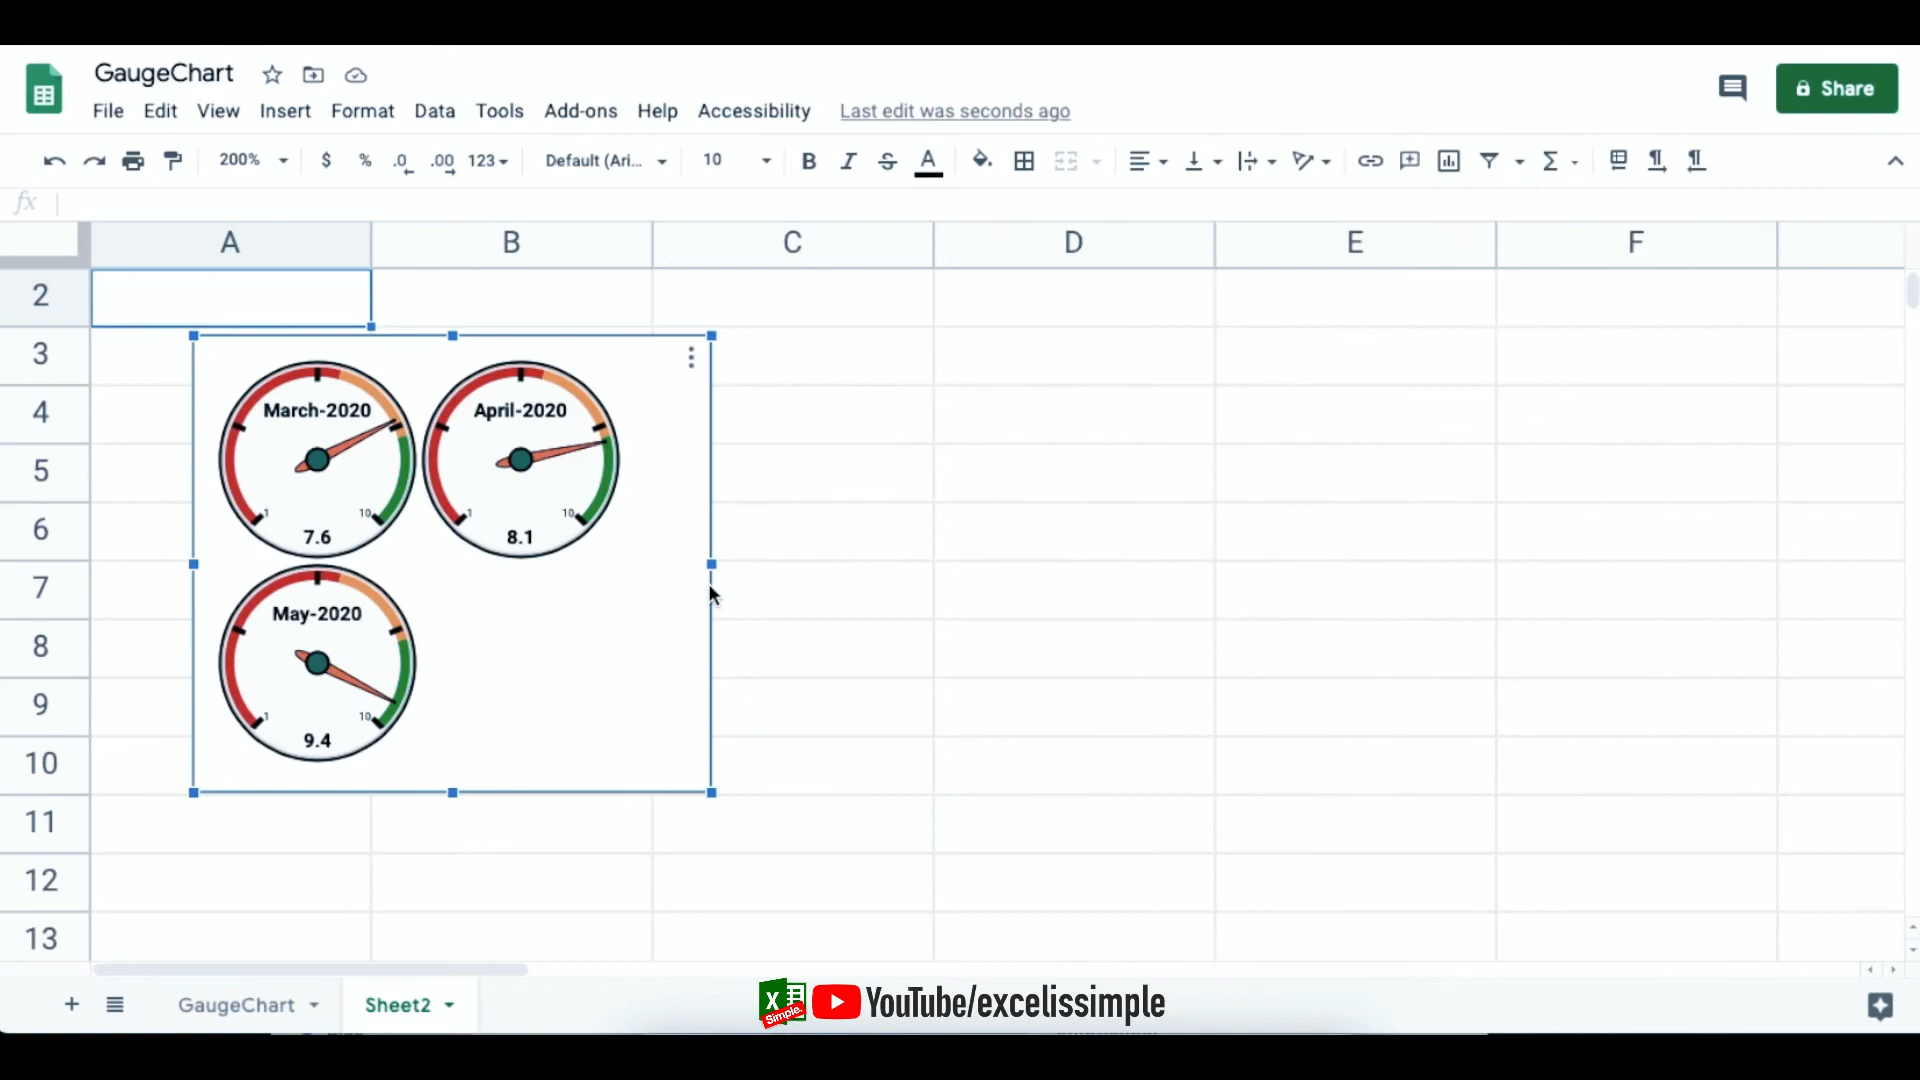 GaugeChart
File Edit View Insert Format Data Tools Add-ons Help Accessibility Last edit was seconds ago
Share
200% $ % .0 .00 123 Default (Ari... 10 B I S A
fx
A B C D E F
2
3
4
5
6
7
8
9
10
11
12
13
March-2020
1 10
7.6
April-2020
1 10
8.1
May-2020
1 10
9.4
GaugeChart Sheet2
X Simple. YouTube/excelissimple